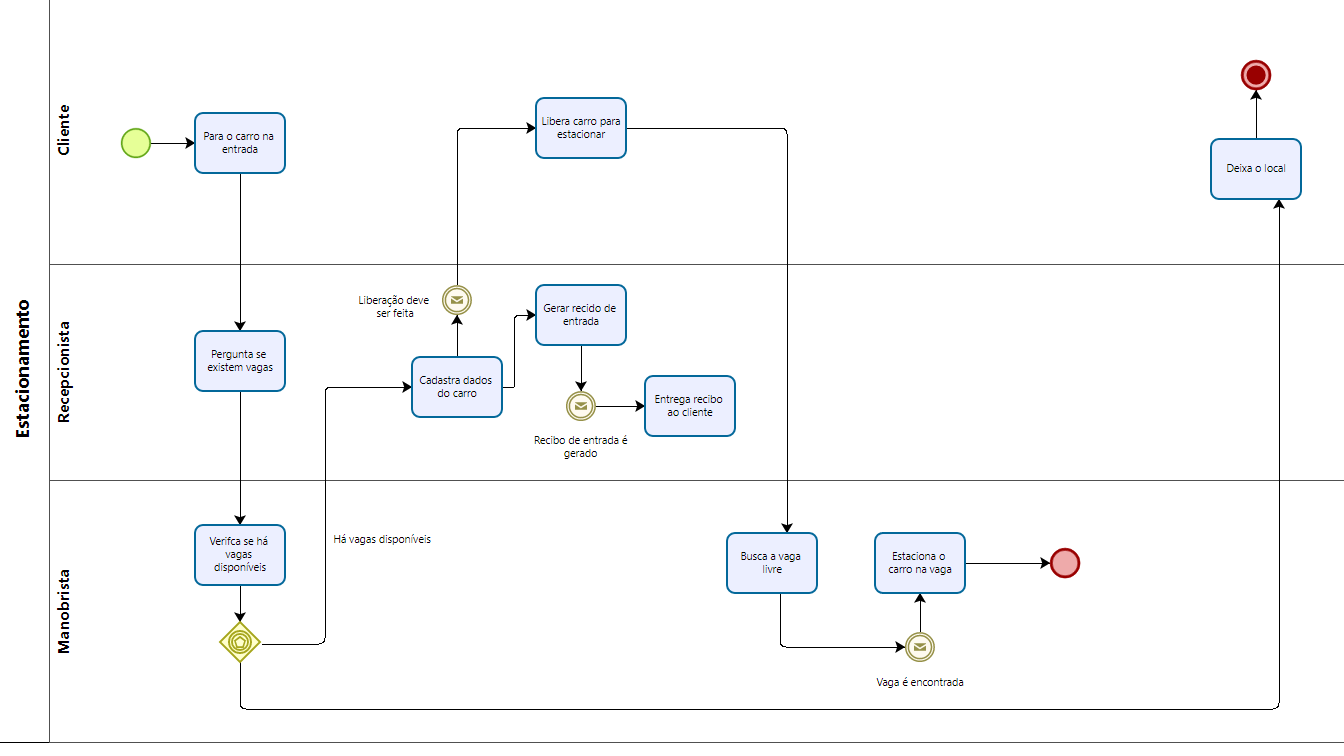 Estacionamento
Cliente
Para o carro na
entrada
Libera carro para
estacionar
Deixa o local
Recepcionista
Pergunta se
existem vagas
Liberação deve
ser feita
Cadastra dados
do carro
Gerar recido de
entrada
Recibo de entrada é
gerado
Entrega recibo
ao cliente
Manobrista
Verifca se há
vagas
disponíveis
Há vagas disponíveis
Busca a vaga
livre
Estaciona o
carro na vaga
Vaga é encontrada